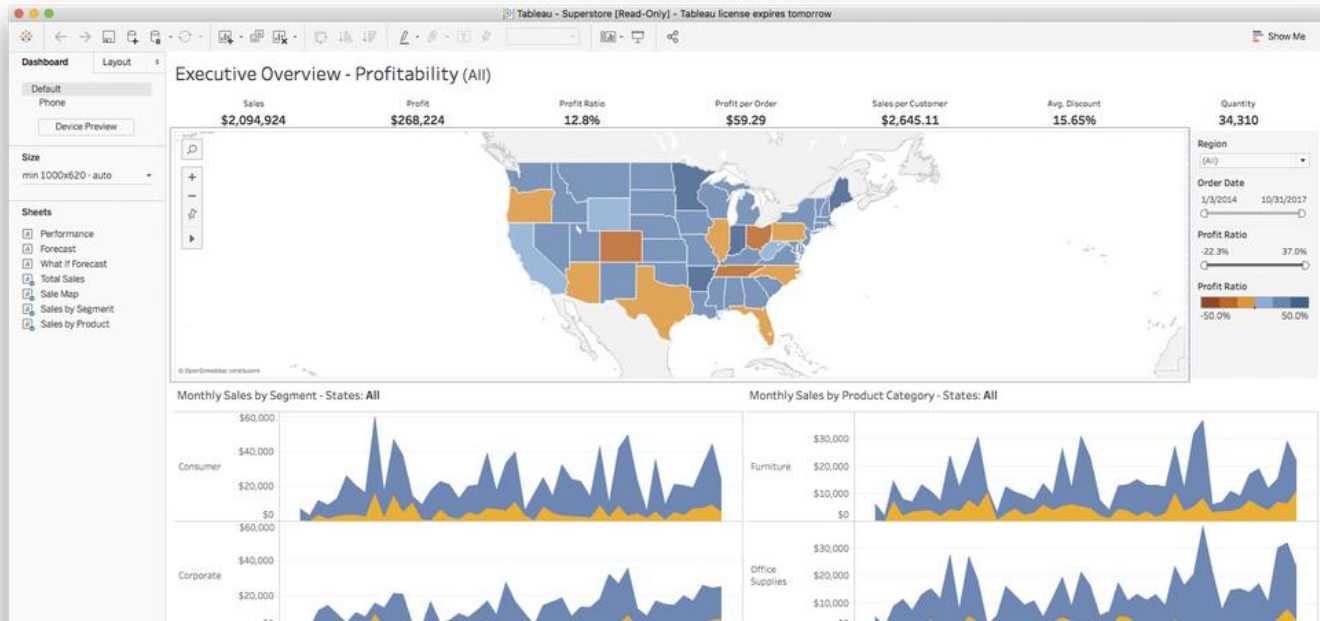 Tableau - Superstore [Read-Only] - Tableau license expires tomorrow
Show Me
Dashboard Layout
Default
Phone
Device Preview
Size
min 1000x620 - auto
Sheets
Performance
Forecast
What If Forecast
Total Sales
Sale Map
Sales by Segment
Sales by Product
Executive Overview - Profitability (All)
Sales Profit Profit Ratio Profit per Order Sales per Customer Avg. Discount Quantity
$2,094,924 $268,224 12.8% $59.29 $2,645.11 15.65% 34,310
© OpenStreetMap contributors
Region
(All)
Order Date
1/3/2014 10/31/2017
Profit Ratio
-22.3% 37.0%
Profit Ratio
-50.0% 50.0%
Monthly Sales by Segment - States: All
$60,000
$40,000
Consumer
$20,000
$0
$60,000
$40,000
Corporate
$20,000
Monthly Sales by Product Category - States: All
$30,000
Furniture
$20,000
$10,000
$0
$30,000
Office
Supplies
$20,000
$10,000